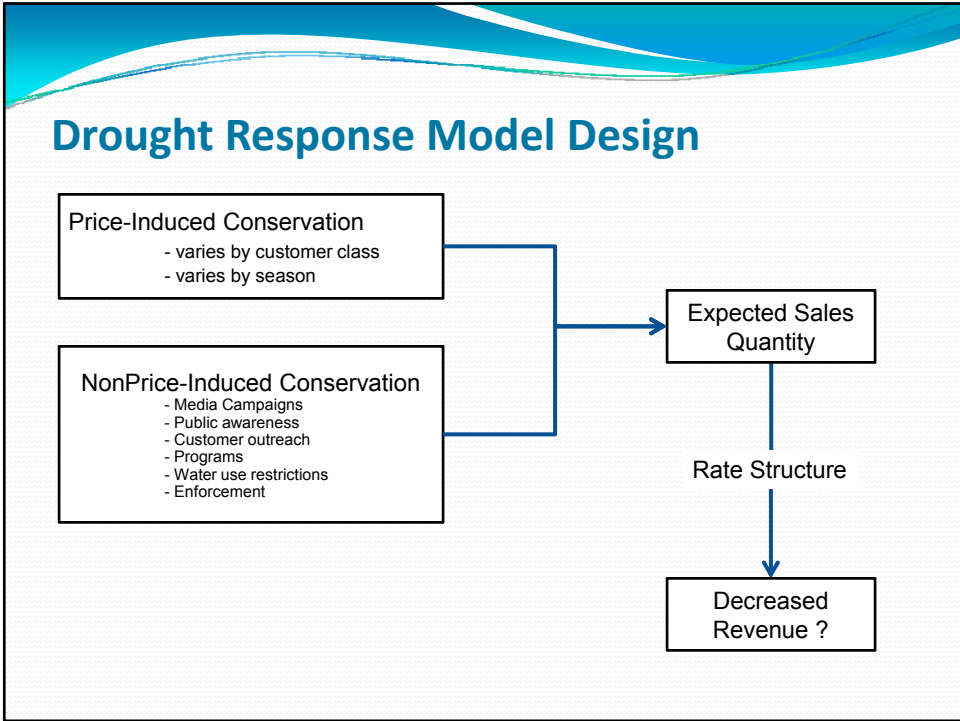 Drought Response Model Design
Price-Induced Conservation
- varies by customer class
- varies by season
NonPrice-Induced Conservation
- Media Campaigns
- Public awareness
- Customer outreach
- Programs
- Water use restrictions
- Enforcement
Expected Sales
Quantity
Rate Structure
Decreased
Revenue ?